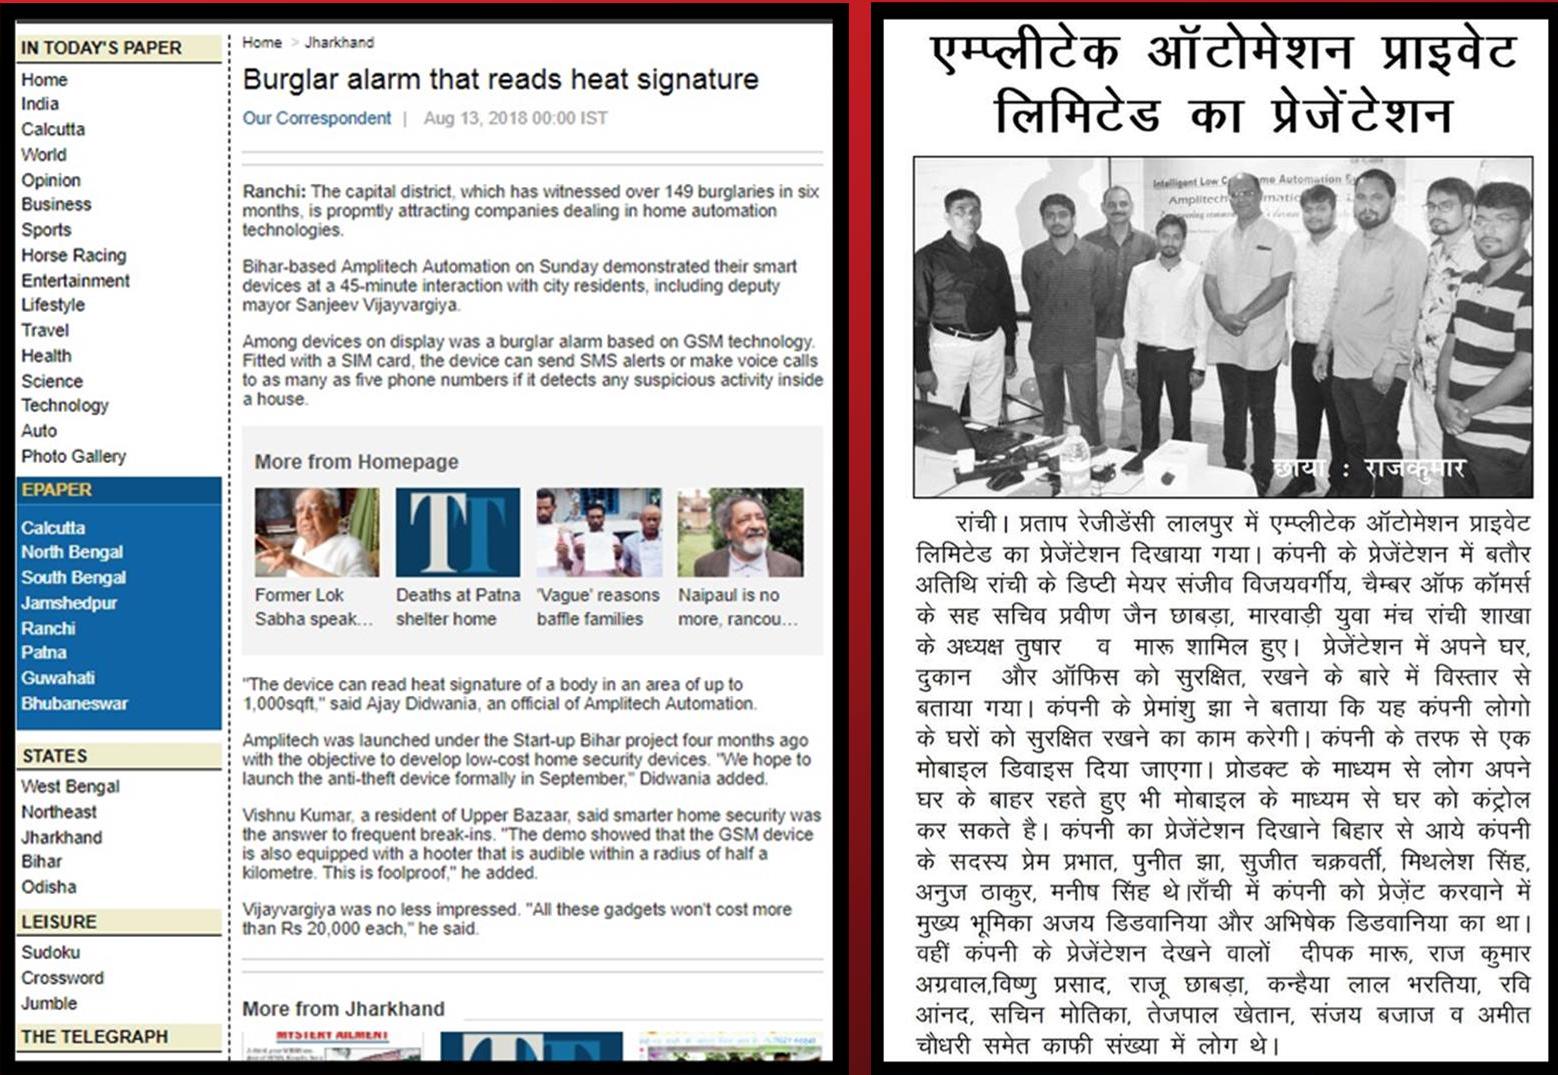 IN TODAY'S PAPER
Home
India
Calcutta
World
Opinion
Business
Sports
Horse Racing
Entertainment
Lifestyle
Travel
Health
Science
Technology
Auto
Photo Gallery
EPAPER
Calcutta
North Bengal
South Bengal
Jamshedpur
Ranchi
Patna
Guwahati
Bhubaneswar
STATES
West Bengal
Northeast
Jharkhand
Bihar
Odisha
LEISURE
Sudoku
Crossword
Jumble
THE TELEGRAPH
Home > Jharkhand
Burglar alarm that reads heat signature
Our Correspondent | Aug 13, 2018 00:00 IST
Ranchi: The capital district, which has witnessed over 149 burglaries in six
months, is propmtly attracting companies dealing in home automation
technologies.
Bihar-based Amplitech Automation on Sunday demonstrated their smart
devices at a 45-minute interaction with city residents, including deputy
mayor Sanjeev Vijayvargiya.
Among devices on display was a burglar alarm based on GSM technology.
Fitted with a SIM card, the device can send SMS alerts or make voice calls
to as many as five phone numbers if it detects any suspicious activity inside
a house.
More from Homepage
Former Lok
Sabha speak...
Deaths at Patna
shelter home
'Vague' reasons
baffle families
Naipaul is no
more, rancou...
"The device can read heat signature of a body in an area of up to
1,000sqft," said Ajay Didwania, an official of Amplitech Automation.
Amplitech was launched under the Start-up Bihar project four months ago
with the objective to develop low-cost home security devices. "We hope to
launch the anti-theft device formally in September," Didwania added.
Vishnu Kumar, a resident of Upper Bazaar, said smarter home security was
the answer to frequent break-ins. "The demo showed that the GSM device
is also equipped with a hooter that is audible within a radius of half a
kilometre. This is foolproof," he added.
Vijayvargiya was no less impressed. "All these gadgets won't cost more
than Rs 20,000 each," he said.
More from Jharkhand
MYSTERY AILMENT
एम्प्लीटेक ऑटोमेशन प्राइवेट
लिमिटेड का प्रेजेंटेशन
Intelligent Low
Amplitech
छाया : राजकुमार
रांची। प्रताप रेजीडेंसी लालपुर में एम्प्लीटेक ऑटोमेशन प्राइवेट
लिमिटेड का प्रेजेंटेशन दिखाया गया। कंपनी के प्रेजेंटेशन में बतौर
अतिथि रांची के डिप्टी मेयर संजीव विजयवर्गीय, चैम्बर ऑफ कॉमर्स
के सह सचिव प्रवीण जैन छाबड़ा, मारवाड़ी युवा मंच रांची शाखा
के अध्यक्ष तुषार व मारू शामिल हुए। प्रेजेंटेशन में अपने घर,
दुकान और ऑफिस को सुरक्षित, रखने के बारे में विस्तार से
बताया गया। कंपनी के प्रेमांशु झा ने बताया कि यह कंपनी लोगो
के घरों को सुरक्षित रखने का काम करेगी। कंपनी के तरफ से एक
मोबाइल डिवाइस दिया जाएगा। प्रोडक्ट के माध्यम से लोग अपने
घर के बाहर रहते हुए भी मोबाइल के माध्यम से घर को कंट्रोल
कर सकते है। कंपनी का प्रेजेंटेशन दिखाने बिहार से आये कंपनी
के सदस्य प्रेम प्रभात, पुनीत झा, सुजीत चक्रवर्ती, मिथलेश सिंह,
अनुज ठाकुर, मनीष सिंह थे।राँची में कंपनी को प्रेज़ेंट करवाने में
मुख्य भूमिका अजय डिडवानिया और अभिषेक डिडवानिया का था।
वहीं कंपनी के प्रेजेंटेशन देखने वालों दीपक मारू, राज कुमार
अग्रवाल,विष्णु प्रसाद, राजू छाबड़ा, कन्हैया लाल भरतिया, रवि
आंनद, सचिन मोतिका, तेजपाल खेतान, संजय बजाज व अमीत
चौधरी समेत काफी संख्या में लोग थे।